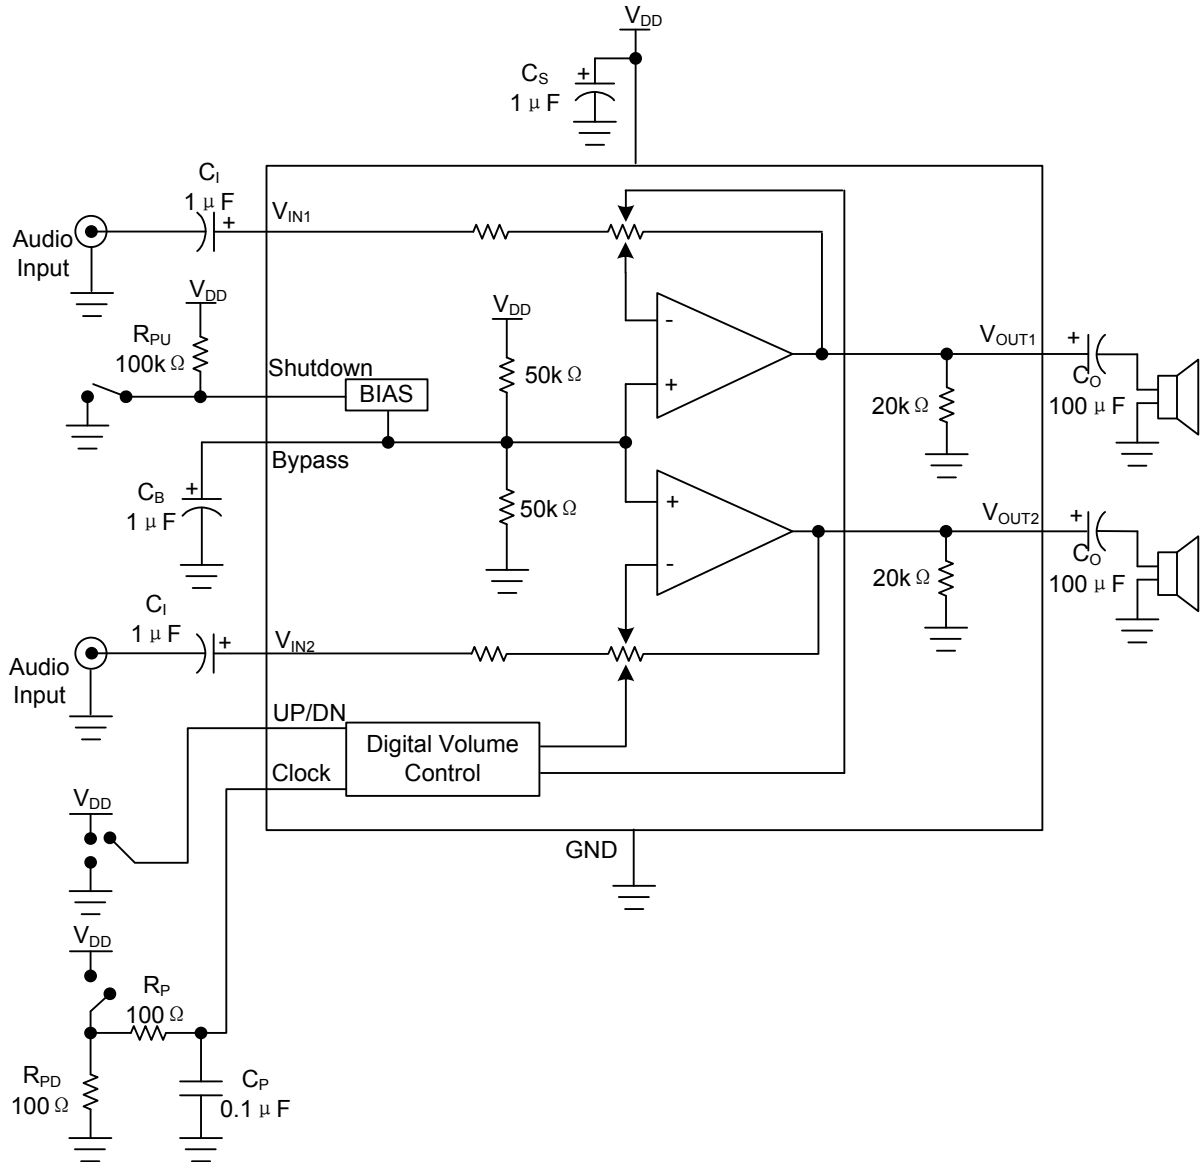 V_DD
C_S
1 μ F
C_I
1 μ F
V_IN1
Audio
Input
V_DD
R_PU
100k Ω
Shutdown
BIAS
V_DD
50k Ω
50k Ω
Bypass
C_B
1 μ F
-
+
+
-
V_OUT1
20k Ω
C_O
100 μ F
V_OUT2
20k Ω
C_O
100 μ F
C_I
1 μ F
V_IN2
Audio
Input
UP/DN
Digital Volume
Control
Clock
V_DD
GND
V_DD
R_P
100 Ω
R_PD
100 Ω
C_P
0.1 μ F